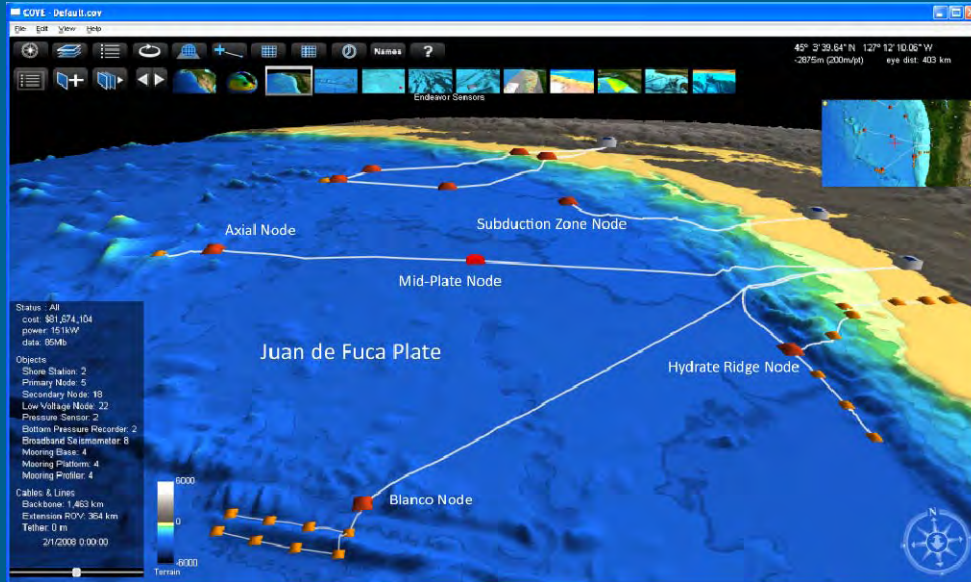 COVE - Default.cov
File Edit View Help
Names ?
45° 3'39.64" N 127° 12'10.06" W
-2875m (200m/pt) eye dist: 403 km
Endeavor Sensors
Axial Node
Subduction Zone Node
Mid-Plate Node
Juan de Fuca Plate
Hydrate Ridge Node
Blanco Node
Status : All
cost: $81,674,104
power: 151kW
data: 85Mb
Objects
Shore Station: 2
Primary Node: 5
Secondary Node: 18
Low Voltage Node: 22
Pressure Sensor: 2
Bottom Pressure Recorder: 2
Broadband Seismometer: 8
Mooring Base: 4
Mooring Platform: 4
Mooring Profiler: 4
Cables & Lines
Backbone: 1,463 km
Extension ROV: 364 km
Tether: 0 m
2/1/2008 0:00:00
6000
0
-6000
Terrain
N